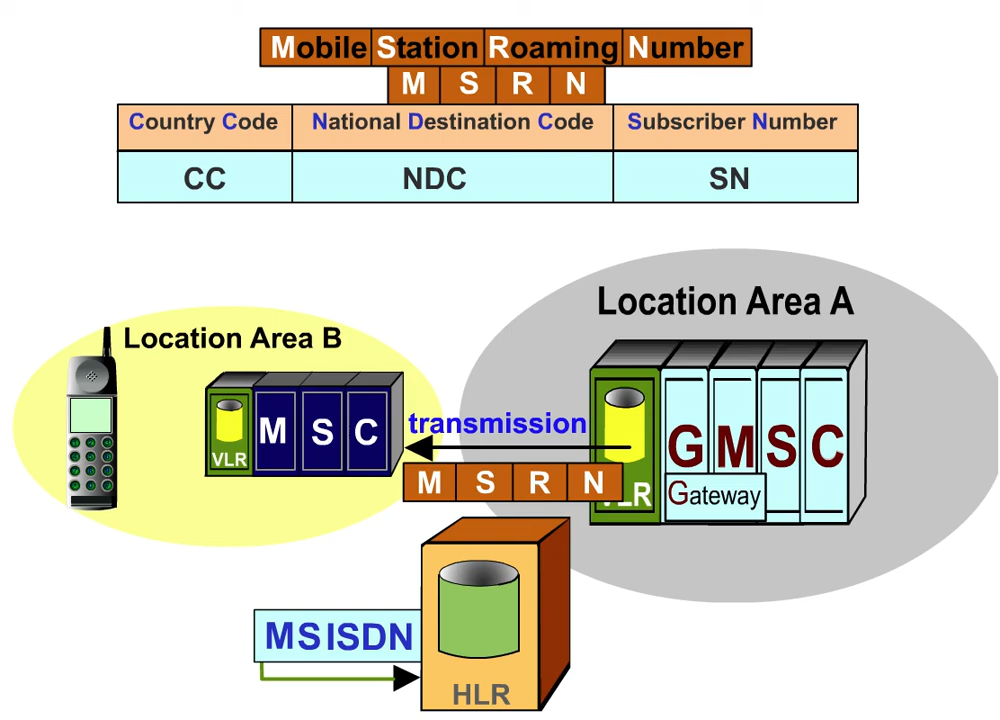 Mobile Station Roaming Number
M S R N
Country Code National Destination Code Subscriber Number
CC NDC SN
Location Area A
Location Area B
VLR M S C
transmission
M S R N
VLR G M S C
Gateway
MSISDN
HLR